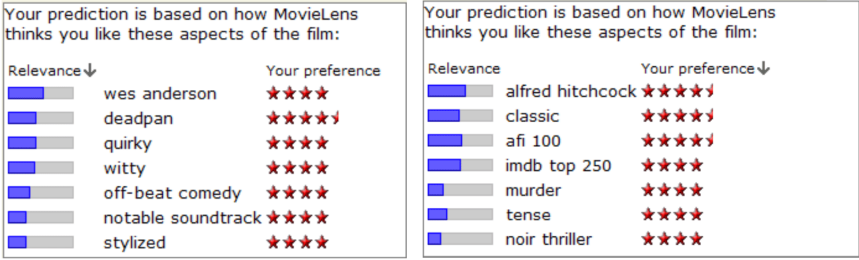 Your prediction is based on how MovieLens
thinks you like these aspects of the film:
Relevance Your preference
wes anderson
deadpan
quirky
witty
off-beat comedy
notable soundtrack
stylized
Your prediction is based on how MovieLens
thinks you like these aspects of the film:
Relevance Your preference
alfred hitchcock
classic
afi 100
imdb top 250
murder
tense
noir thriller